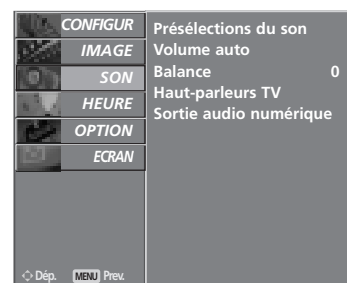 CONFIGUR
IMAGE
SON
HEURE
OPTION
ECRAN
Présélections du son
Volume auto
Balance 0
Haut-parleurs TV
Sortie audio numérique
Dép. MENU Prev.